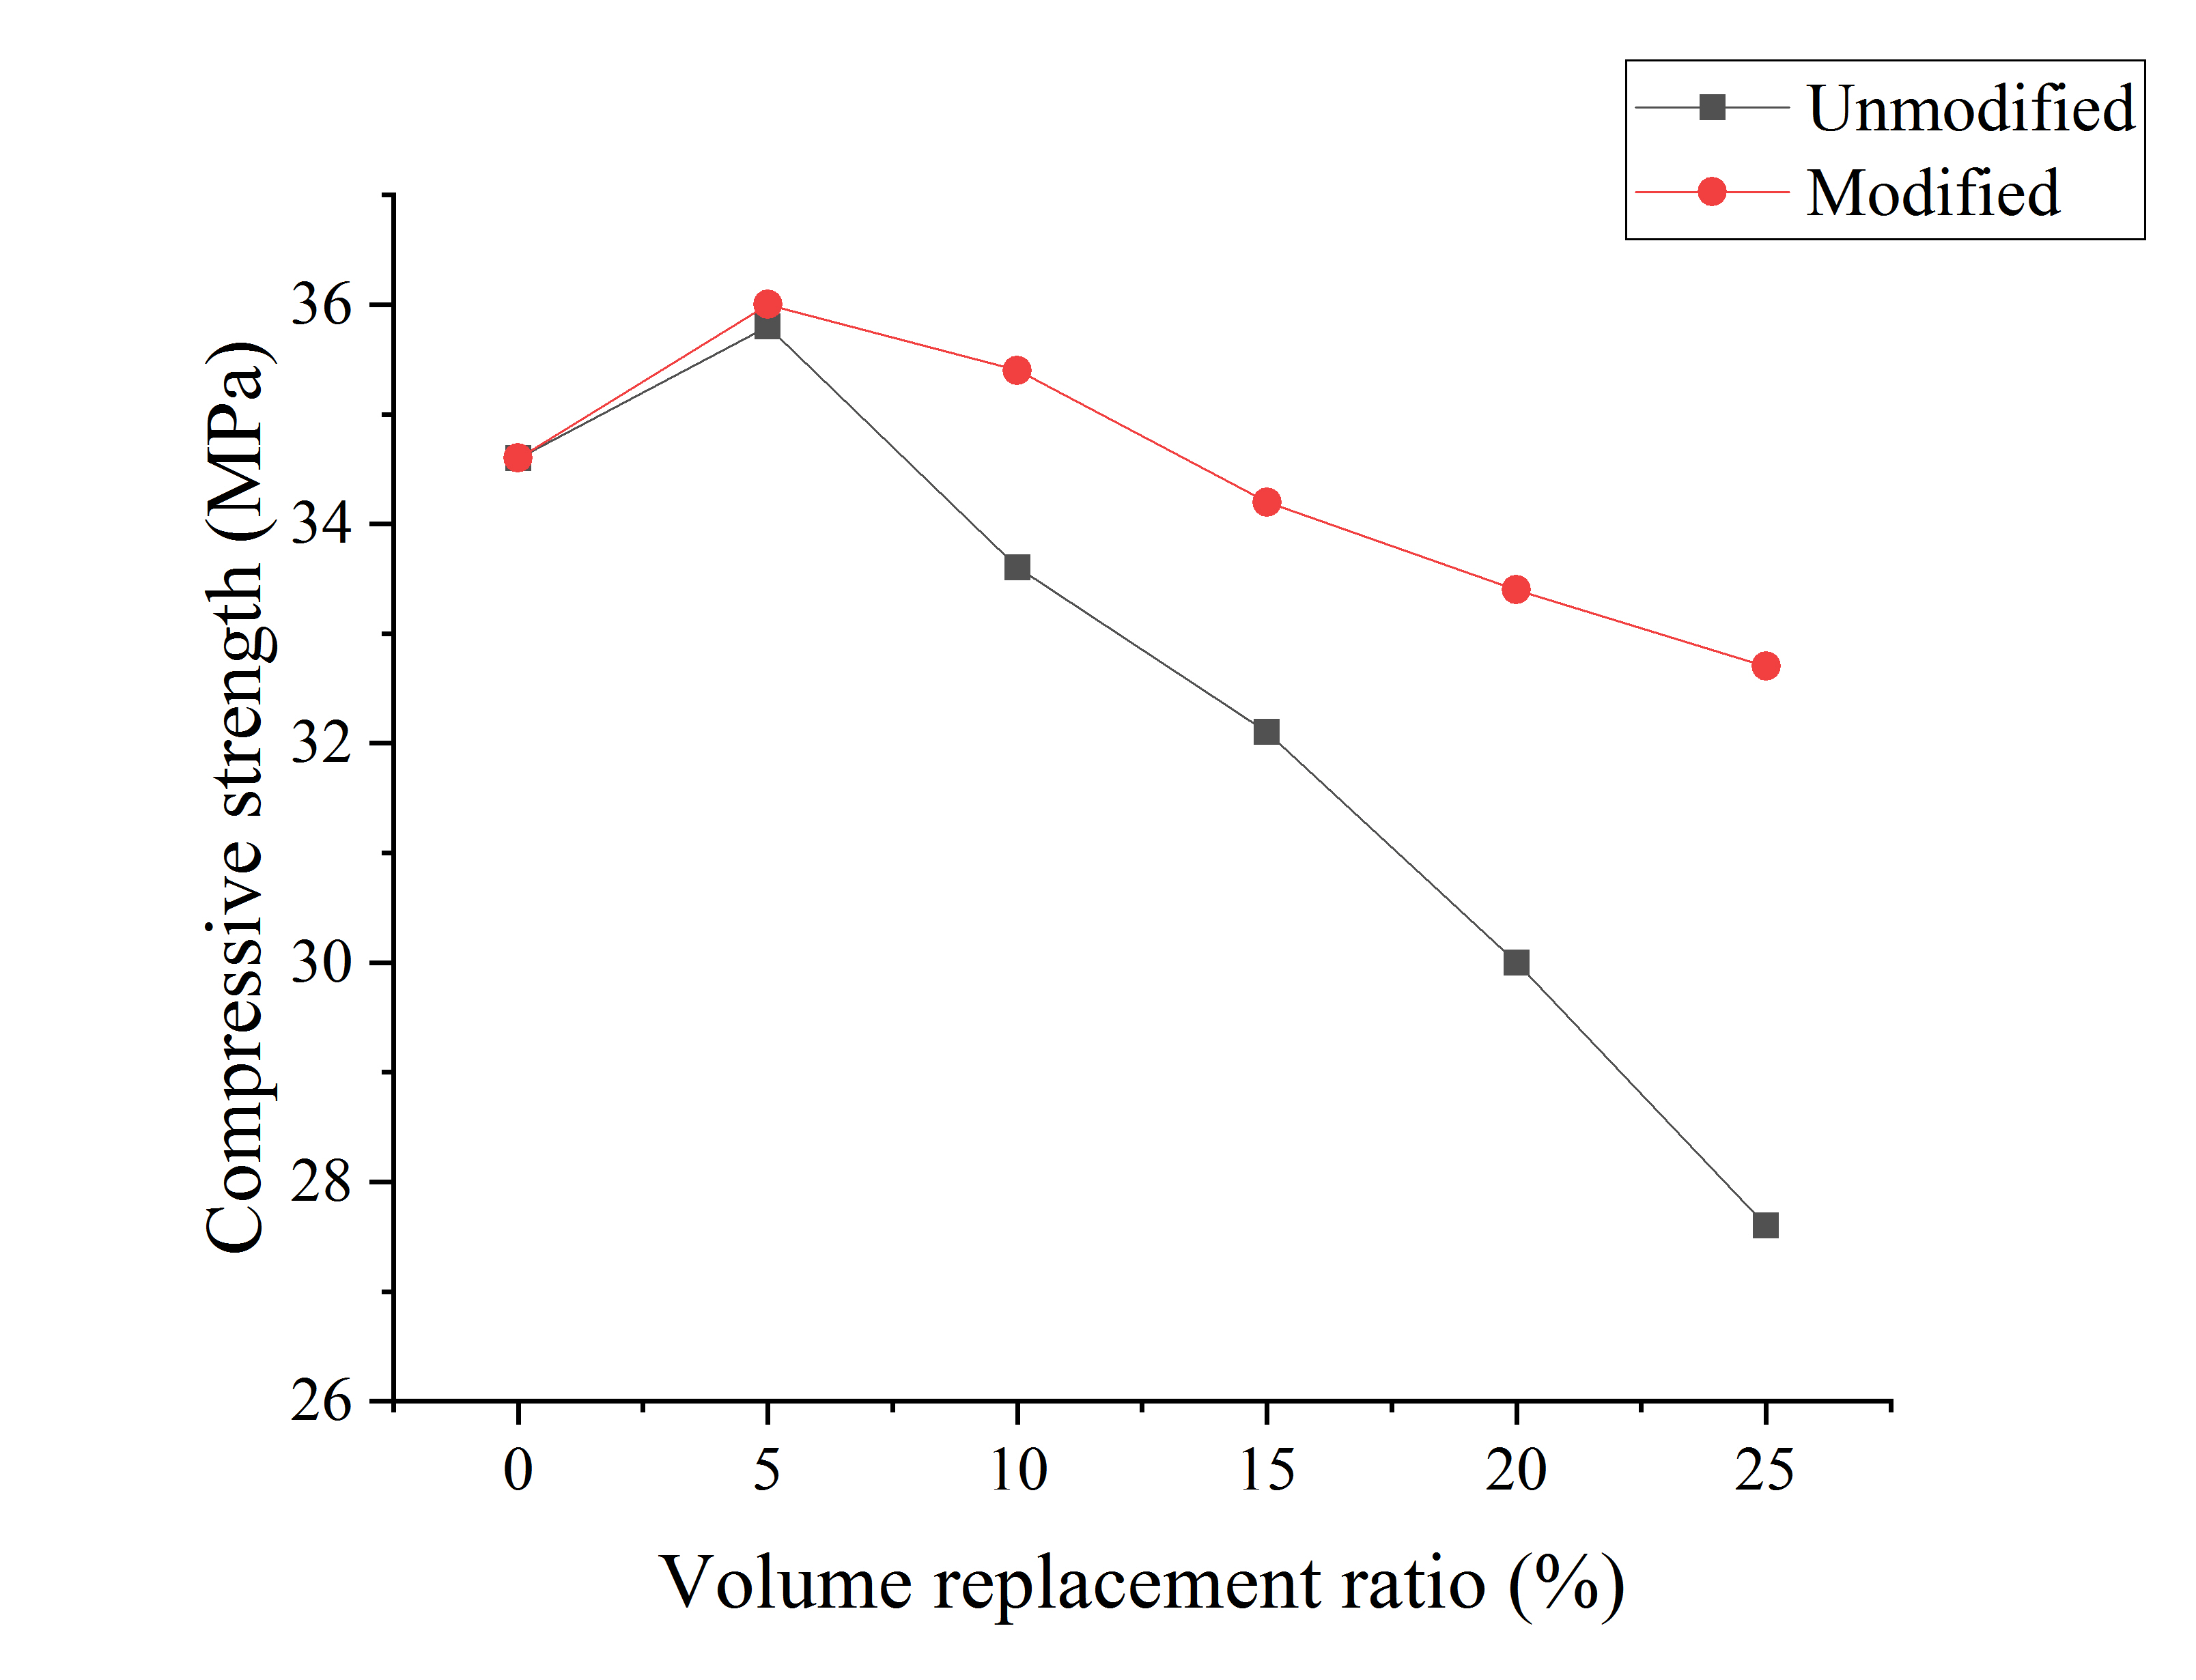 Unmodified
Modified
Compressive strength (MPa)
36
34
32
30
28
26
0 5 10 15 20 25
Volume replacement ratio (%)